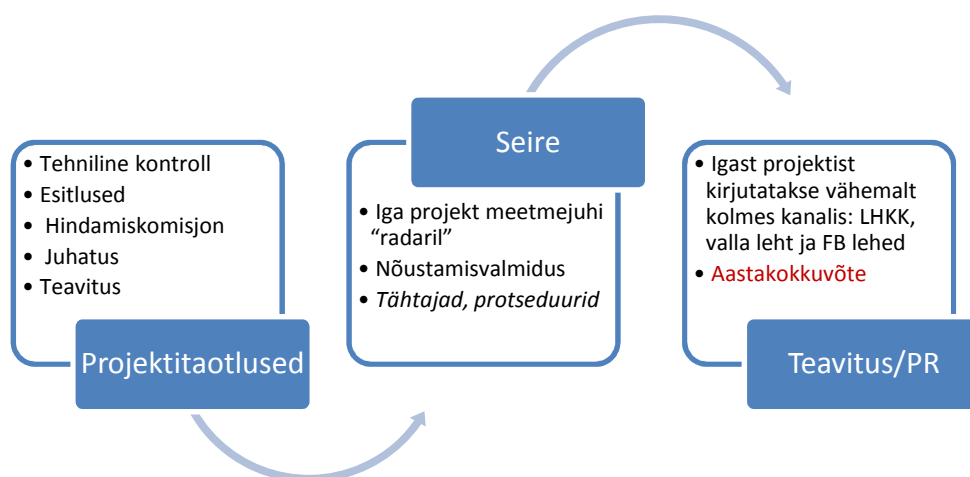 • Tehniline kontroll
• Esitlused
• Hindamiskomisjon
• Juhatus
• Teavitus
Projektitaotlused
Seire
• Iga projekt meetmejuhi
“radaril”
• Nõustamisvalmidus
• Tähtajad, protseduurid
• Igast projektist
kirjutatakse vähemalt
kolmes kanalis: LHKK,
valla leht ja FB lehed
• Aastakokkuvõte
Teavitus/PR